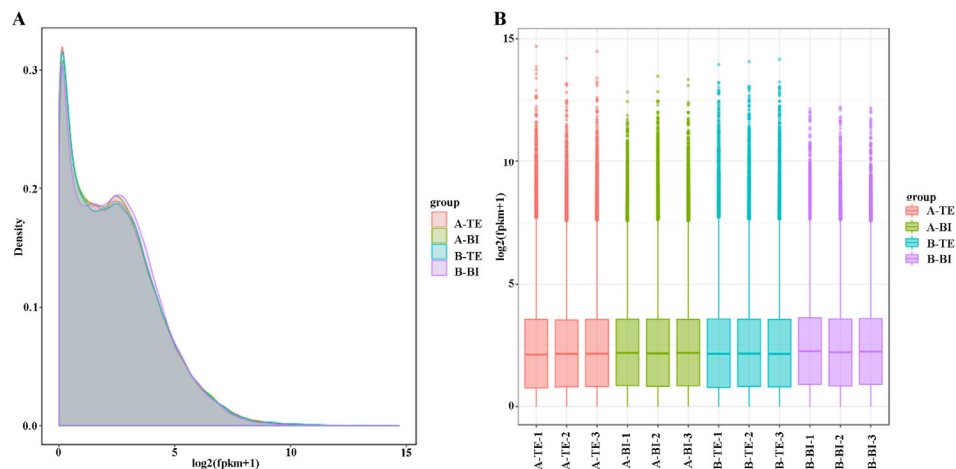 A
0.3
0.2
0.1
0.0
Density
0
5
10
15
log2(fpkm+1)
group
A-TE
A-BI
B-TE
B-BI
B
15
10
5
0
log2(fpkm+1)
A-TE-1
A-TE-2
A-TE-3
A-BI-1
A-BI-2
A-BI-3
B-TE-1
B-TE-2
B-TE-3
B-BI-1
B-BI-2
B-BI-3
group
A-TE
A-BI
B-TE
B-BI